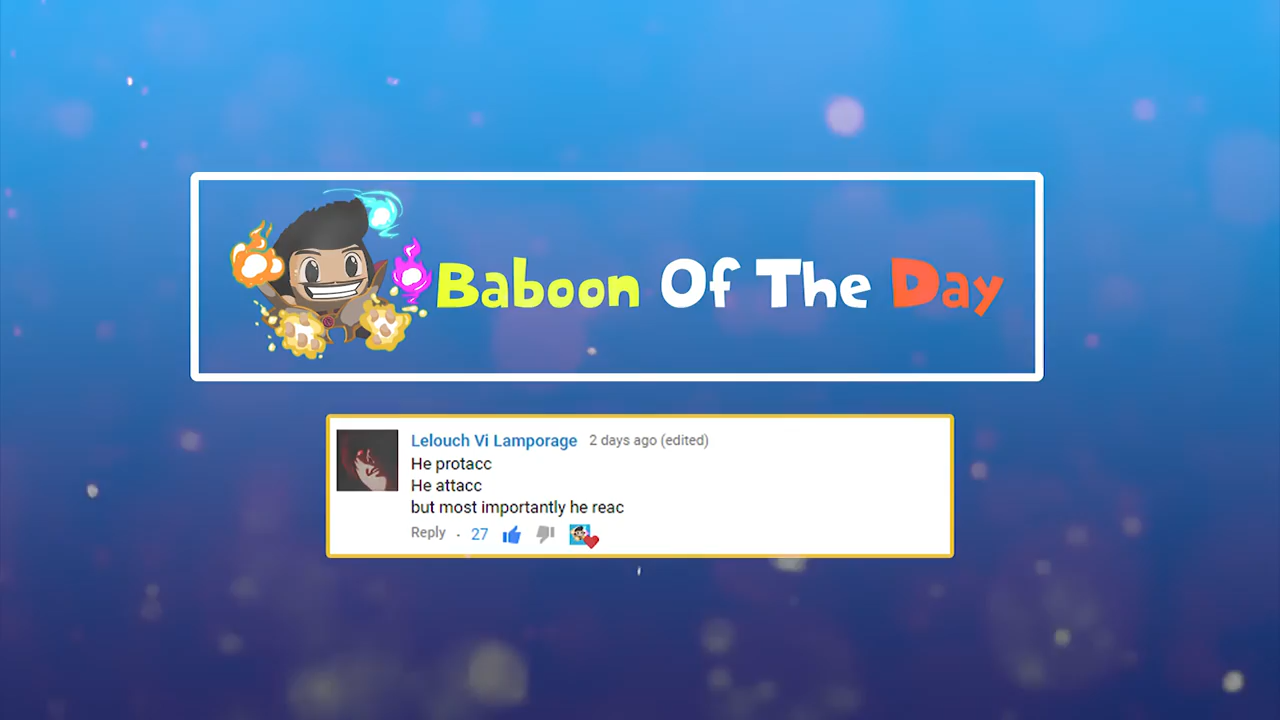 Baboon Of The Day
Lelouch Vi Lamporage 2 days ago (edited)
He protacc
He attacc
but most importantly he reac
Reply . 27